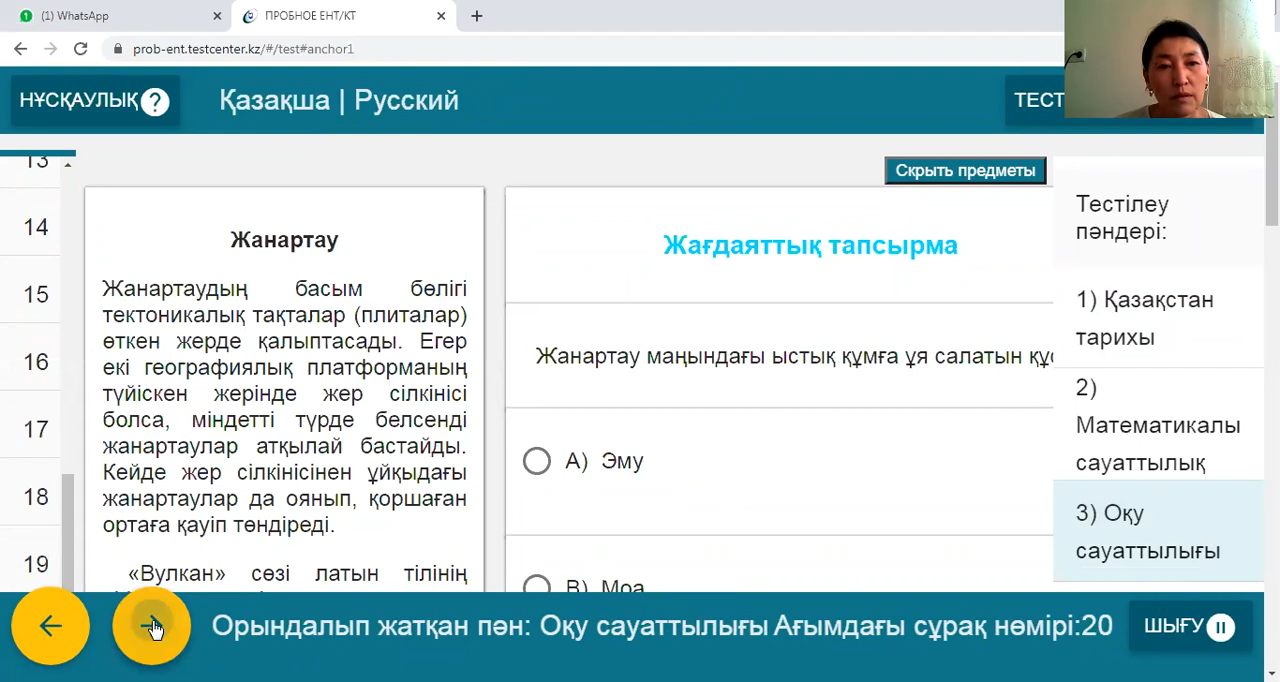 (1) WhatsApp
ПРОБНОЕ ЕНТ/КТ
prob-ent.testcenter.kz/#/test#anchor1
НҰСҚАУЛЫҚ ?
Қазақша | Русский
ТЕСТ
Скрыть предметы
13
14
15
16
17
18
19
Жанартау
Жанартаудың басым бөлігі
тектоникалық тақталар (плиталар)
өткен жерде қалыптасады. Егер
екі географиялық платформаның
түйіскен жерінде жер сілкінісі
болса, міндетті түрде белсенді
жанартаулар атқылай бастайды.
Кейде жер сілкінісінен ұйқыдағы
жанартаулар да оянып, қоршаған
ортаға қауіп төндіреді.
«Вулкан» сөзі латын тілінің
Жағдаяттық тапсырма
Жанартау маңындағы ыстық құмға ұя салатын
A) Эму
B) Моа
Тестілеу
пәндері:
1) Қазақстан
тарихы
2)
Математикалы
сауаттылық
3) Оқу
сауаттылығы
Орындалып жатқан пән: Оқу сауаттылығы Ағымдағы сұрақ нөмірі:20
ШЫҒУ